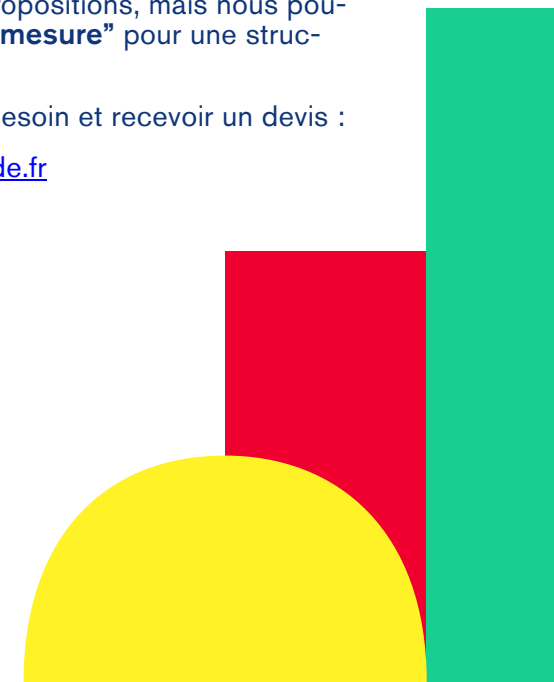 opositions, mais nous pou-
mesure” pour une struc-
esoin et recevoir un devis :
de.fr